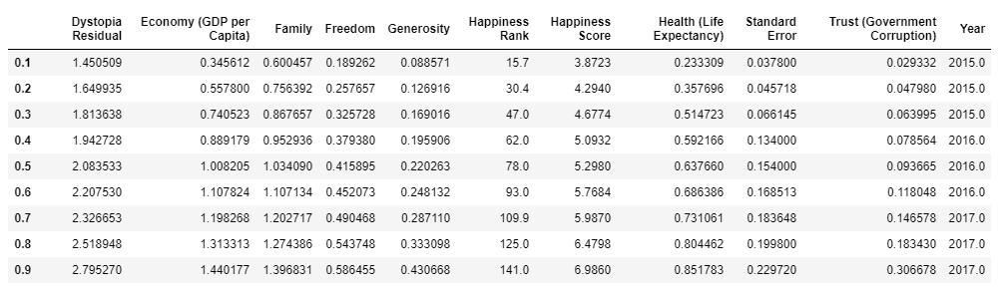 Dystopia Residual Economy (GDP per Capita) Family Freedom Generosity Happiness Rank Happiness Score Health (Life Expectancy) Standard Error Trust (Government Corruption) Year
0.1 1.450509 0.345612 0.600457 0.189262 0.088571 15.7 3.8723 0.233309 0.037800 0.029332 2015.0
0.2 1.649935 0.557800 0.756392 0.257657 0.126916 30.4 4.2940 0.357696 0.045718 0.047980 2015.0
0.3 1.813638 0.740523 0.867657 0.325728 0.169016 47.0 4.6774 0.514723 0.066145 0.063995 2015.0
0.4 1.942728 0.889179 0.952936 0.379380 0.195906 62.0 5.0932 0.592166 0.134000 0.078564 2016.0
0.5 2.083533 1.008205 1.034090 0.415895 0.220263 78.0 5.2980 0.637660 0.154000 0.093665 2016.0
0.6 2.207530 1.107824 1.107134 0.452073 0.248132 93.0 5.7684 0.686386 0.168513 0.118048 2016.0
0.7 2.326653 1.198268 1.202717 0.490468 0.287110 109.9 5.9870 0.731061 0.183648 0.146578 2017.0
0.8 2.518948 1.313313 1.274386 0.543748 0.333098 125.0 6.4798 0.804462 0.199800 0.183430 2017.0
0.9 2.795270 1.440177 1.396831 0.586455 0.430668 141.0 6.9860 0.851783 0.229720 0.306678 2017.0